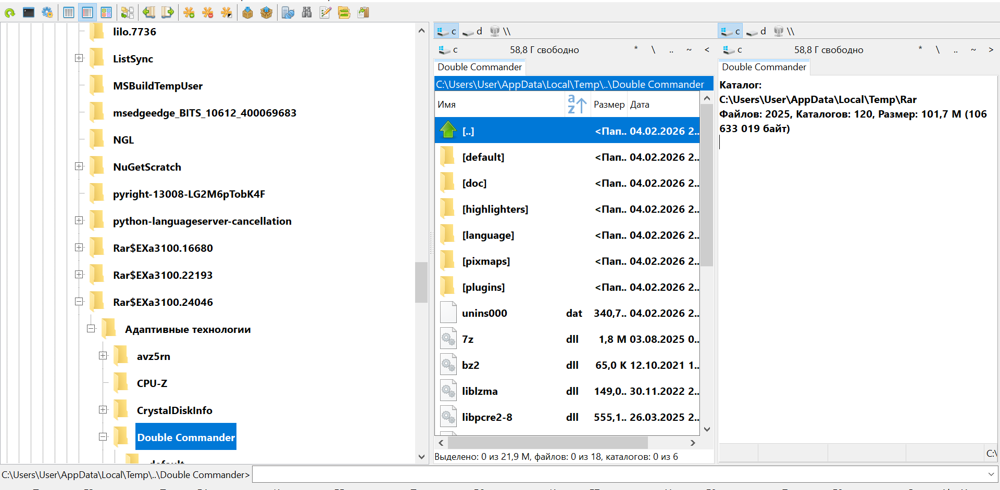 lilo.7736
ListSync
MSBuildTempUser
msedgeedge_BITS_10612_400069683
NGL
NuGetScratch
pyright-13008-LG2M6pTobK4F
python-languageserver-cancellation
Rar$EXa3100.16680
Rar$EXa3100.22193
Rar$EXa3100.24046
Адаптивные технологии
avz5rn
CPU-Z
CrystalDiskInfo
Double Commander
default
c d \\
c 58,8 Г свободно * \ .. ~ <
Double Commander
C:\Users\User\AppData\Local\Temp\..\Double Commander
Имя Размер Дата
[..] <Пап.. 04.02.2026 2..
[default] <Пап.. 04.02.2026 2..
[doc] <Пап.. 04.02.2026 2..
[highlighters] <Пап.. 04.02.2026 2..
[language] <Пап.. 04.02.2026 2..
[pixmaps] <Пап.. 04.02.2026 2..
[plugins] <Пап.. 04.02.2026 2..
unins000 dat 340,7.. 04.02.2026 2..
7z dll 1,8 M 03.08.2025 0..
bz2 dll 65,0 K 12.10.2021 1..
liblzma dll 149,0.. 30.11.2022 2..
libpcre2-8 dll 555,1.. 26.03.2025 2..
Выделено: 0 из 21,9 M, файлов: 0 из 18, каталогов: 0 из 6
c d \\
c 58,8 Г свободно * \ .. ~ >
Double Commander
Каталог:
C:\Users\User\AppData\Local\Temp\Rar
Файлов: 2025, Каталогов: 120, Размер: 101,7 M (106
633 019 байт)
C:\
C:\Users\User\AppData\Local\Temp\..\Double Commander>